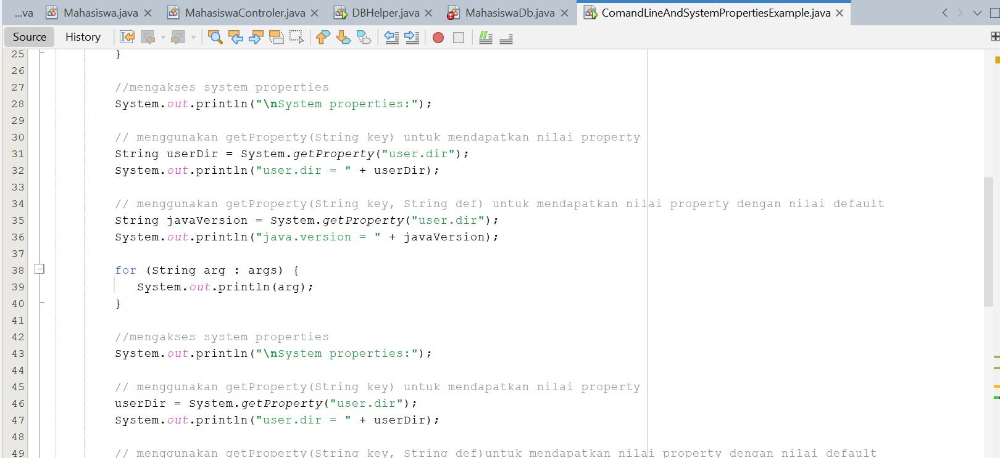 ...va Mahasiswa.java MahasiswaControler.java DBHelper.java MahasiswaDb.java ComandLineAndSystemPropertiesExample.java
Source History
25 }
26
27 //mengakses system properties
28 System.out.println("\nSystem properties:");
29
30 // menggunakan getProperty(String key) untuk mendapatkan nilai property
31 String userDir = System.getProperty("user.dir");
32 System.out.println("user.dir = " + userDir);
33
34 // menggunakan getProperty(String key, String def) untuk mendapatkan nilai property dengan nilai default
35 String javaVersion = System.getProperty("user.dir");
36 System.out.println("java.version = " + javaVersion);
37
38 for (String arg : args) {
39 System.out.println(arg);
40 }
41
42 //mengakses system properties
43 System.out.println("\nSystem properties:");
44
45 // menggunakan getProperty(String key) untuk mendapatkan nilai property
46 userDir = System.getProperty("user.dir");
47 System.out.println("user.dir = " + userDir);
48
49 // menggunakan getProperty(String key, String def)untuk mendapatkan nilai property dengan nilai default